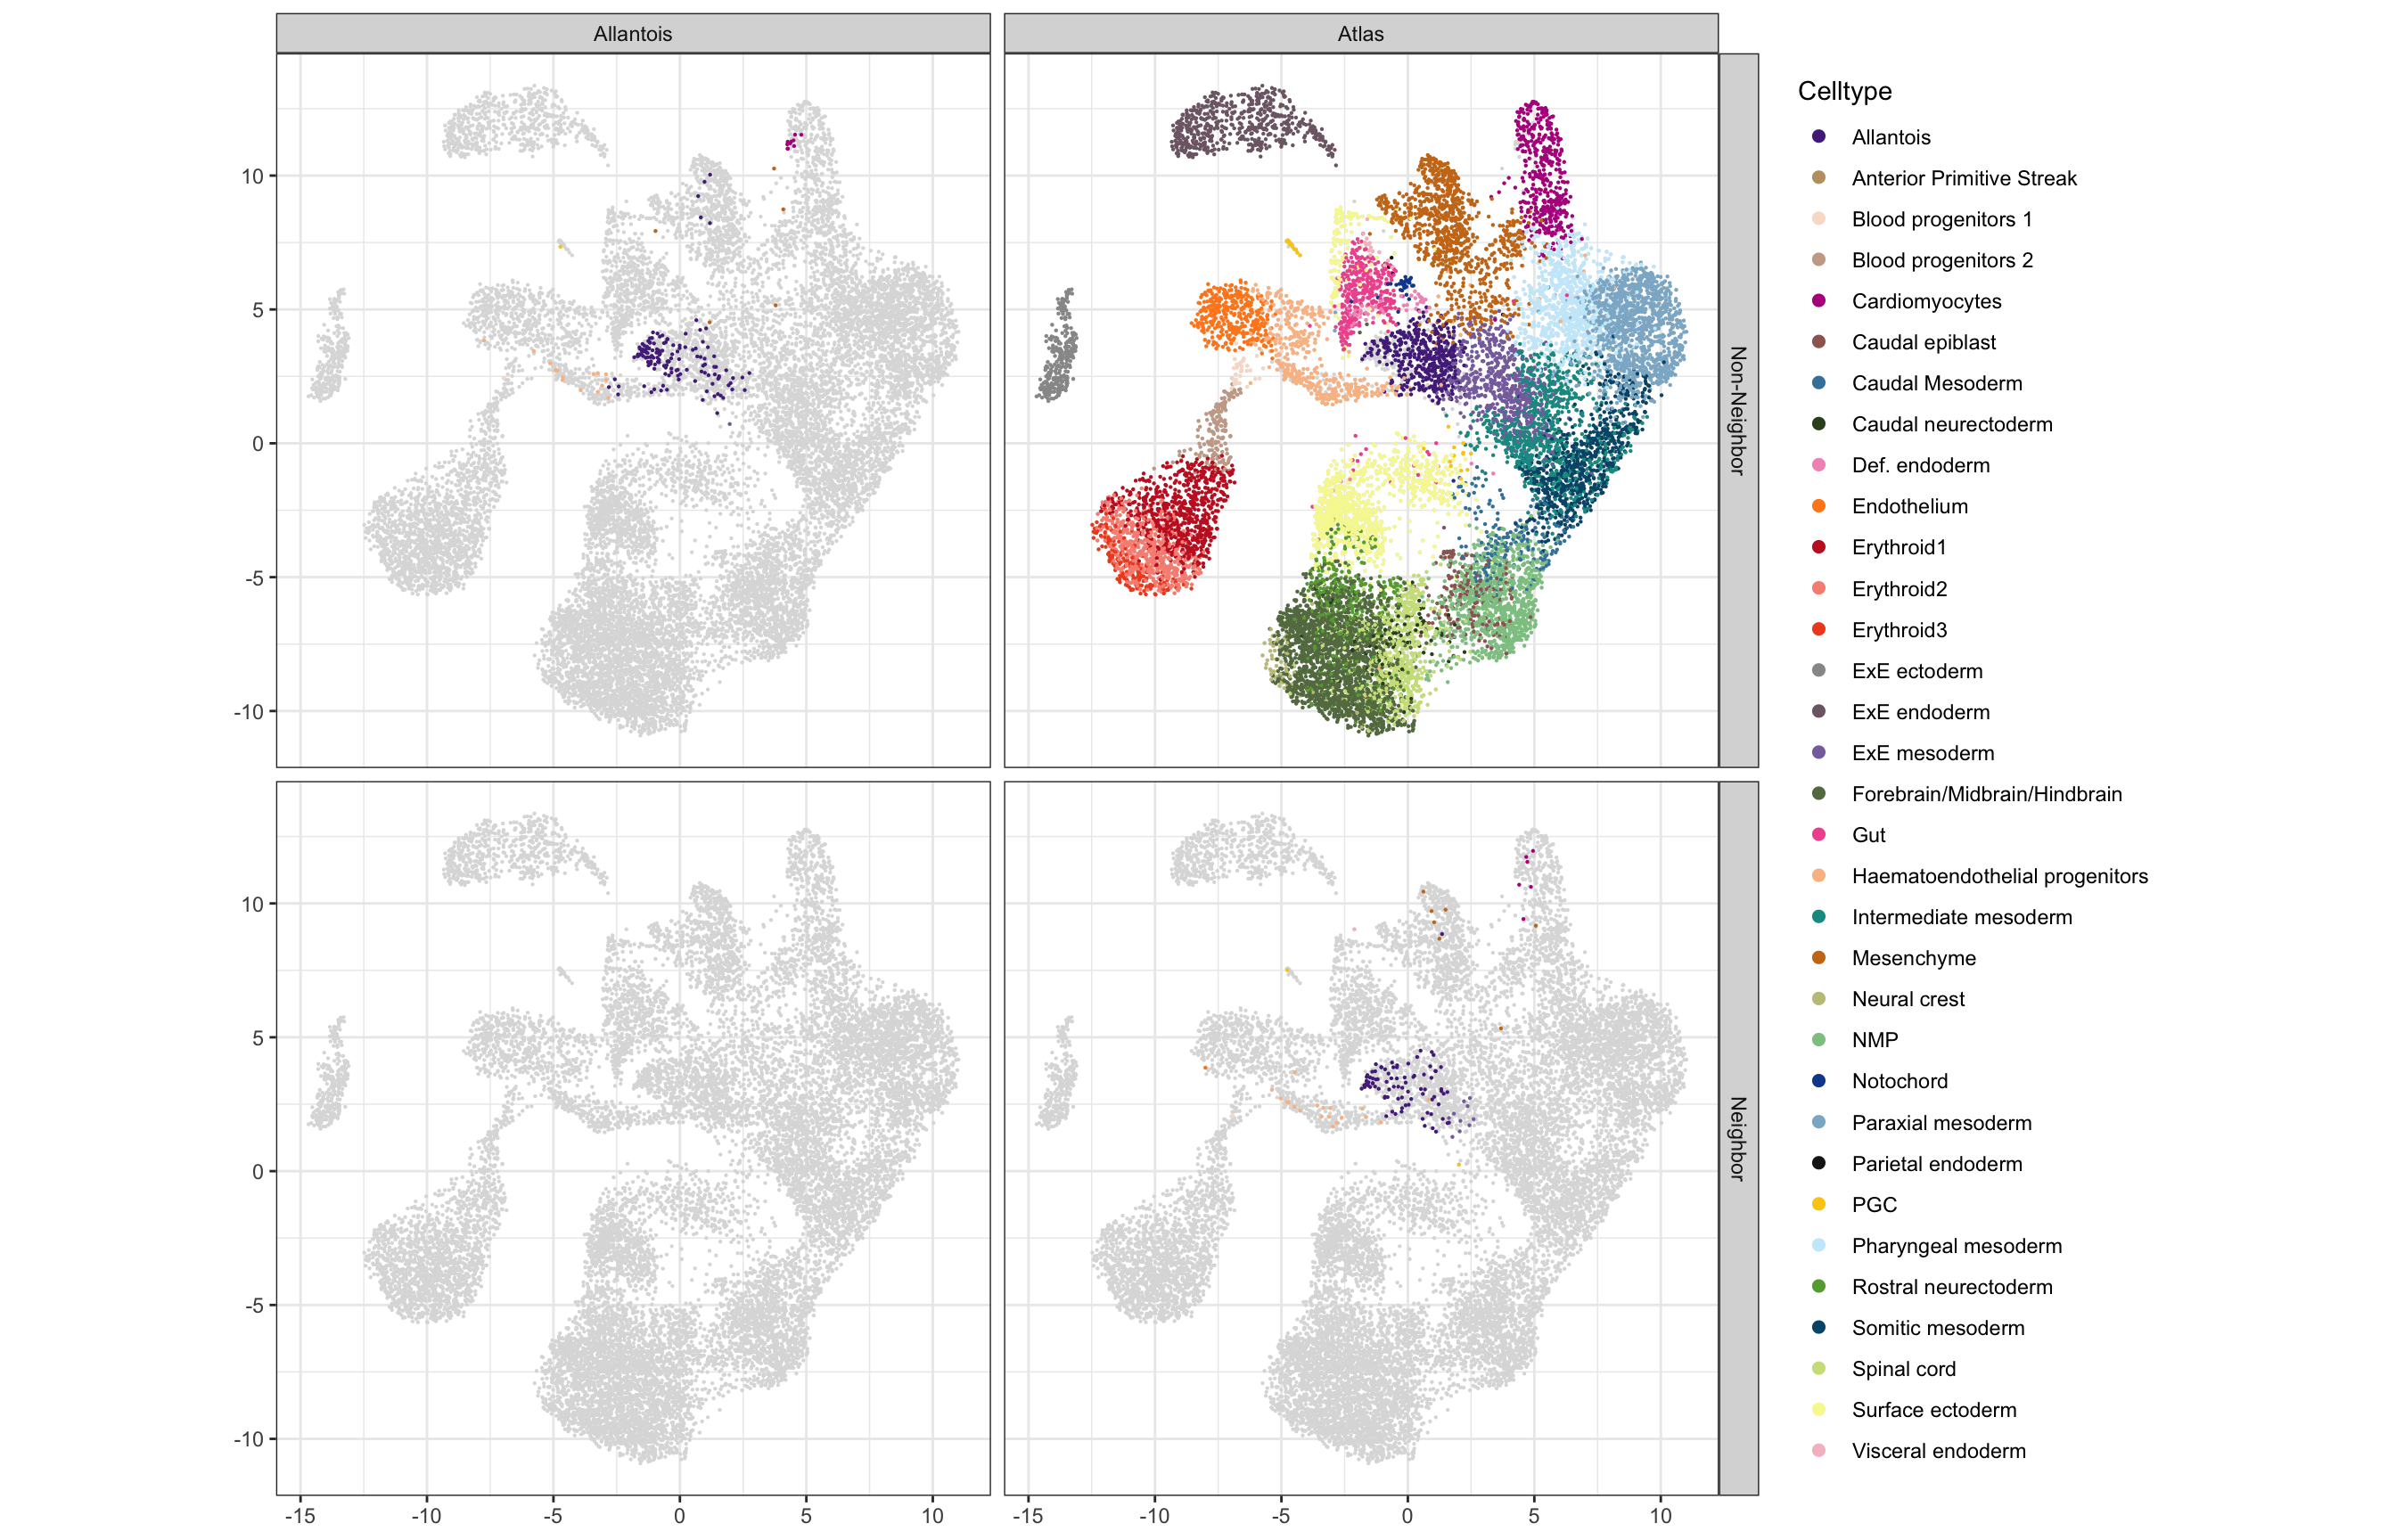 Allantois
Atlas
10
5
0
-5
-10
Non-Neighbor
10
5
0
-5
-10
Neighbor
-15
-10
-5
0
5
10
-15
-10
-5
0
5
10
Celltype
Allantois
Anterior Primitive Streak
Blood progenitors 1
Blood progenitors 2
Cardiomyocytes
Caudal epiblast
Caudal Mesoderm
Caudal neurectoderm
Def. endoderm
Endothelium
Erythroid1
Erythroid2
Erythroid3
ExE ectoderm
ExE endoderm
ExE mesoderm
Forebrain/Midbrain/Hindbrain
Gut
Haematoendothelial progenitors
Intermediate mesoderm
Mesenchyme
Neural crest
NMP
Notochord
Paraxial mesoderm
Parietal endoderm
PGC
Pharyngeal mesoderm
Rostral neurectoderm
Somitic mesoderm
Spinal cord
Surface ectoderm
Visceral endoderm